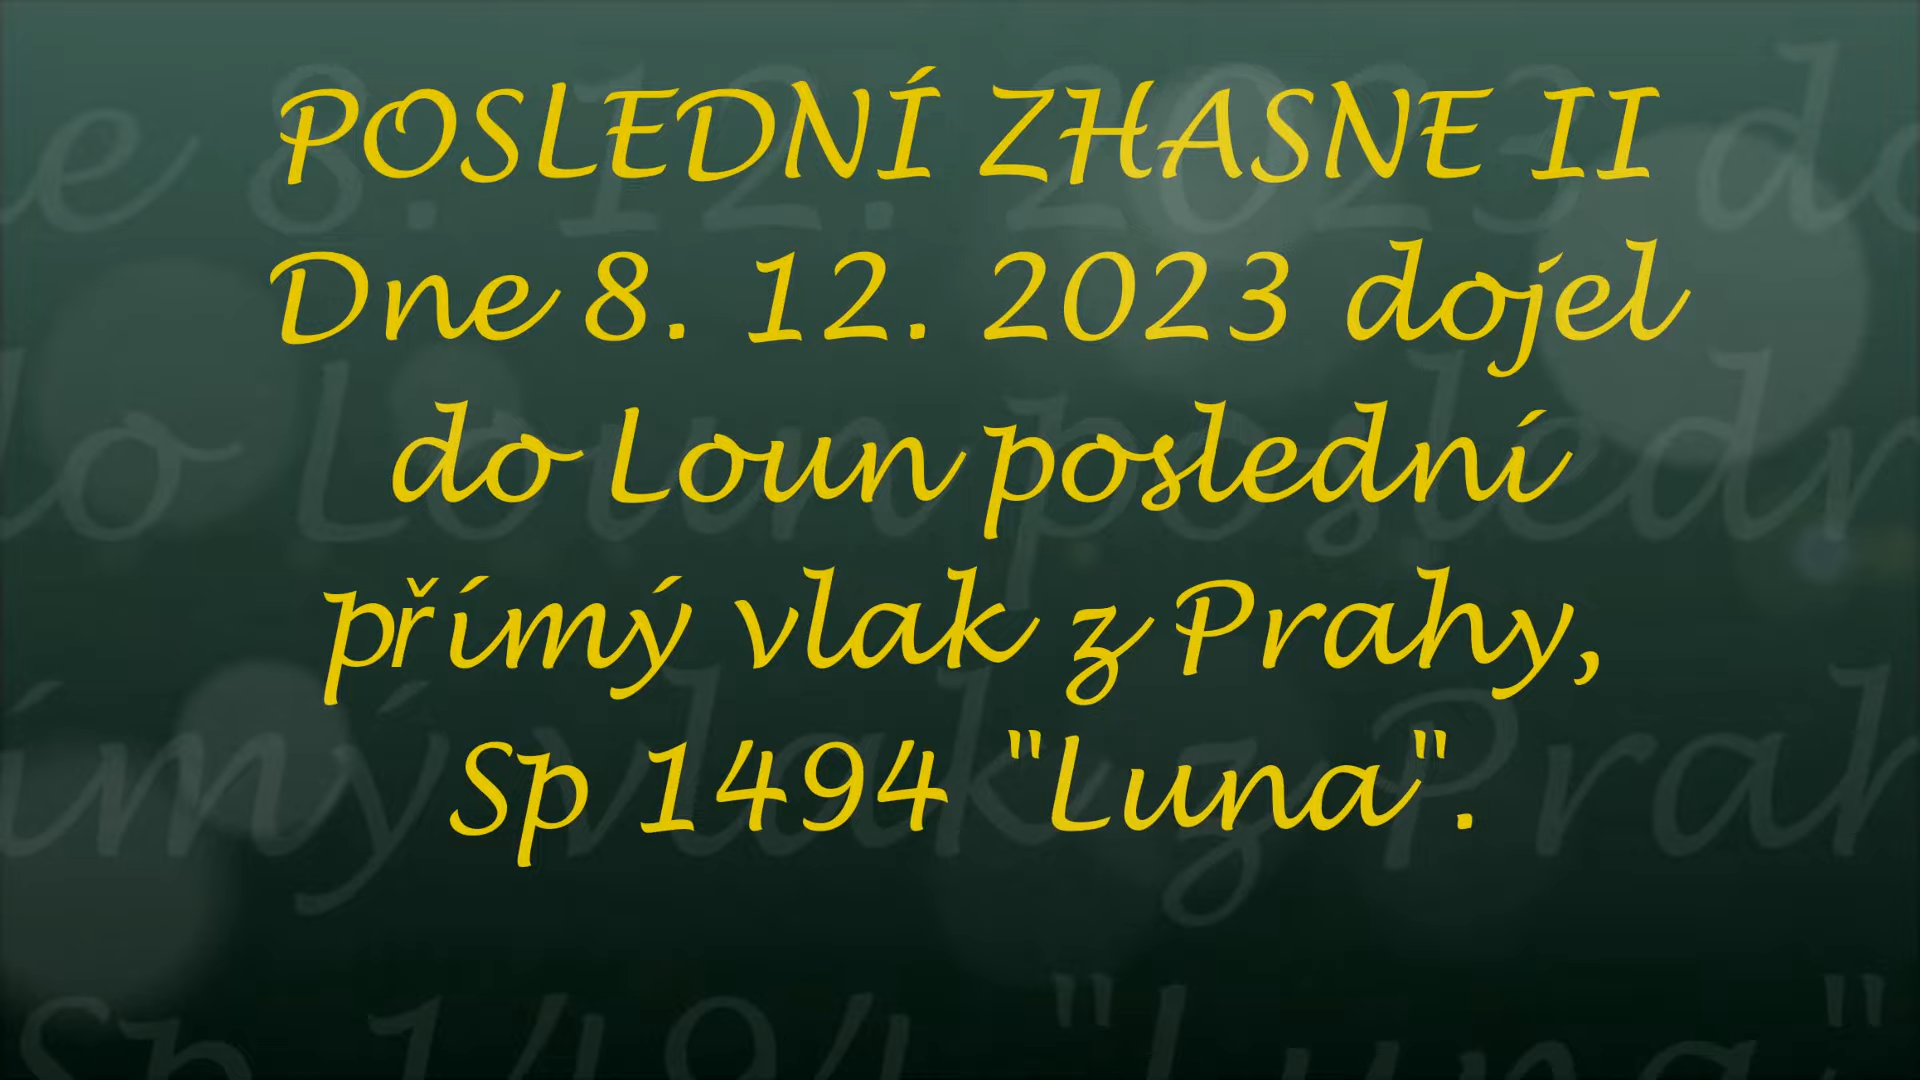 POSLEDNÍ ZHASNE II
Dne 8. 12. 2023 dojel
do Loun poslední
přímý vlak z Prahy,
Sp 1494 "Luna".